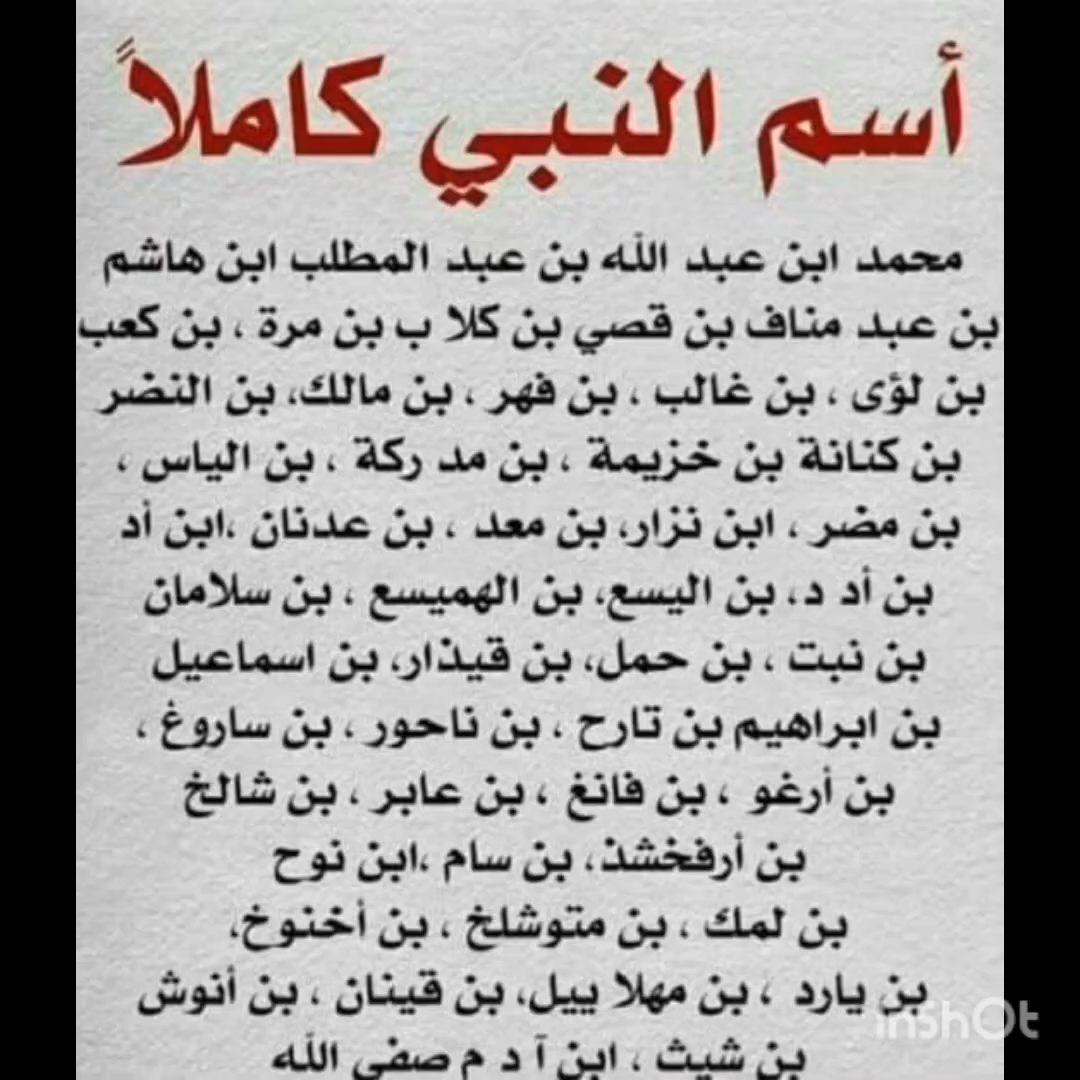 أسم النبي كاملاً
محمد ابن عبد الله بن عبد المطلب ابن هاشم
بن عبد مناف بن قصي بن كلا ب بن مرة ، بن كعب
بن لؤى ، بن غالب ، بن فهر ، بن مالك، بن النضر
بن كنانة بن خزيمة ، بن مد ركة ، بن الياس ،
بن مضر ، ابن نزار، بن معد ، بن عدنان ،ابن أد
بن أد د، بن اليسع، بن الهميسع ، بن سلامان
بن نبت ، بن حمل، بن قيذار، بن اسماعيل
بن ابراهيم بن تارح ، بن ناحور ، بن ساروغ ،
بن أرغو ، بن فانغ ، بن عابر ، بن شالخ
بن أرفخشذ، بن سام ،ابن نوح
بن لمك ، بن متوشلخ ، بن أخنوخ،
بن يارد ، بن مهلا ييل، بن قينان ، بن أنوش
بن شيث ، ابن آ د م صفي الله
inshOt